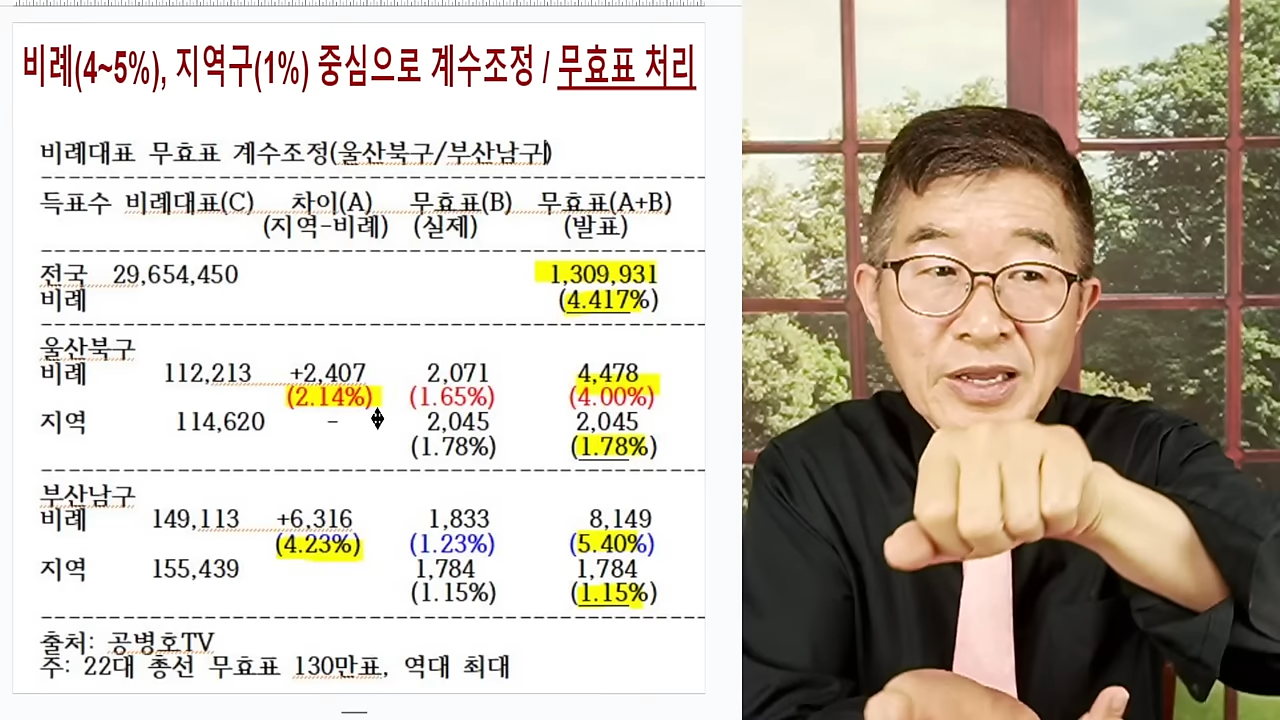 비례(4~5%), 지역구(1%) 중심으로 계수조정 / 무효표 처리
비례대표 무효표 계수조정(울산북구/부산남구)
득표수 비례대표(C) 차이(A) 무효표(B) 무효표(A+B)
(지역-비례) (실제) (발표)
전국 29,654,450 1,309,931
비례 (4.417%)
울산북구
비례 112,213 +2,407 2,071 4,478
(2.14%) (1.65%) (4.00%)
지역 114,620 - 2,045 2,045
(1.78%) (1.78%)
부산남구
비례 149,113 +6,316 1,833 8,149
(4.23%) (1.23%) (5.40%)
지역 155,439 1,784 1,784
(1.15%) (1.15%)
출처: 공병호TV
주: 22대 총선 무효표 130만표, 역대 최대